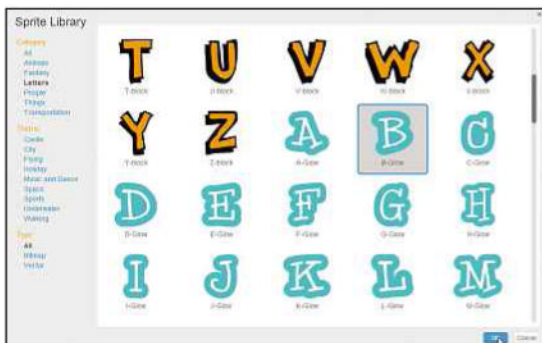 Sprite Library
Category
All
Animals
Fantasy
Letters
People
Things
Transportation
Theme
Castle
City
Flying
Holiday
Music and Dance
Space
Sports
Underwater
Walking
Type
All
Bitmap
Vector
T U V W X
T-Block U-Block V-Block W-Block X-Block
Y Z A B C
Y-Block Z-Block A-Glow B-Glow C-Glow
D E F G H
D-Glow E-Glow F-Glow G-Glow H-Glow
I J K L M
I-Glow J-Glow K-Glow L-Glow M-Glow
OK Cancel